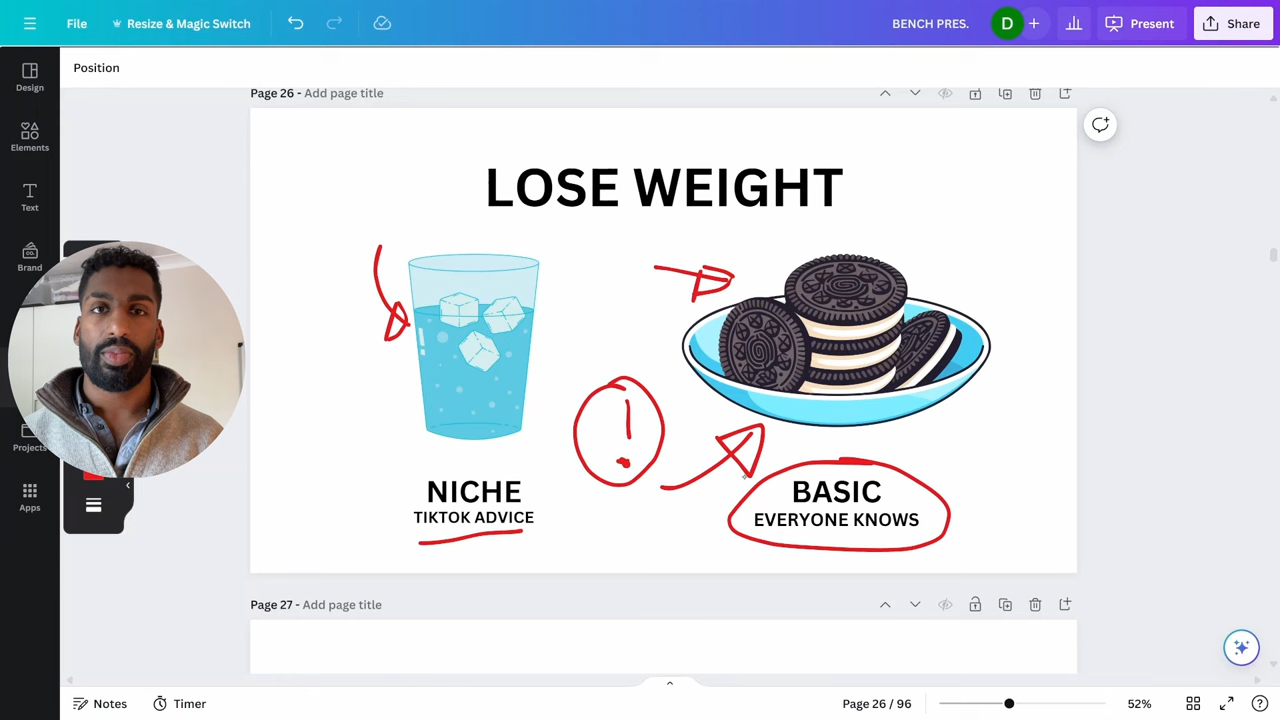 File
Resize & Magic Switch
BENCH PRES.
D
Present
Share
Position
Design
Elements
Text
Brand
Projects
Apps
Page 26 - Add page title
LOSE WEIGHT
!
NICHE
TIKTOK ADVICE
BASIC
EVERYONE KNOWS
Page 27 - Add page title
Notes
Timer
Page 26 / 96
52%